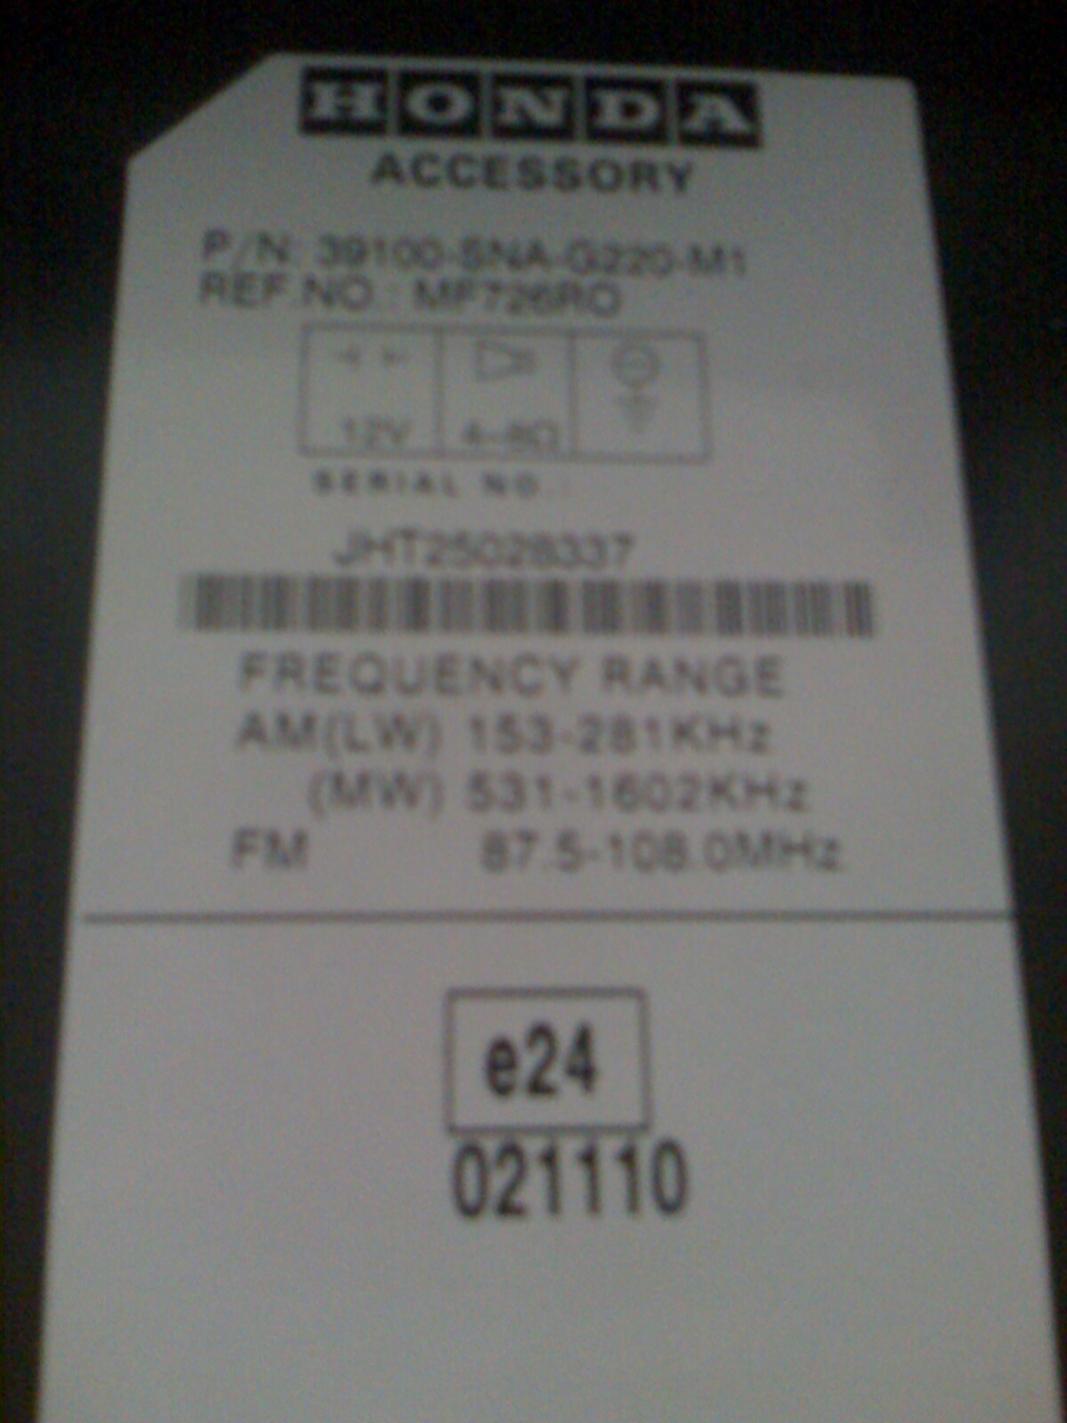 HONDA
ACCESSORY
P/N: 39100-SNA-G220-M1
REF.NO.: MF726RO
12V 4-8Ω
SERIAL NO.:
JHT25028337
FREQUENCY RANGE
AM(LW) 153-281KHz
(MW) 531-1602KHz
FM 87.5-108.0MHz
e24
021110